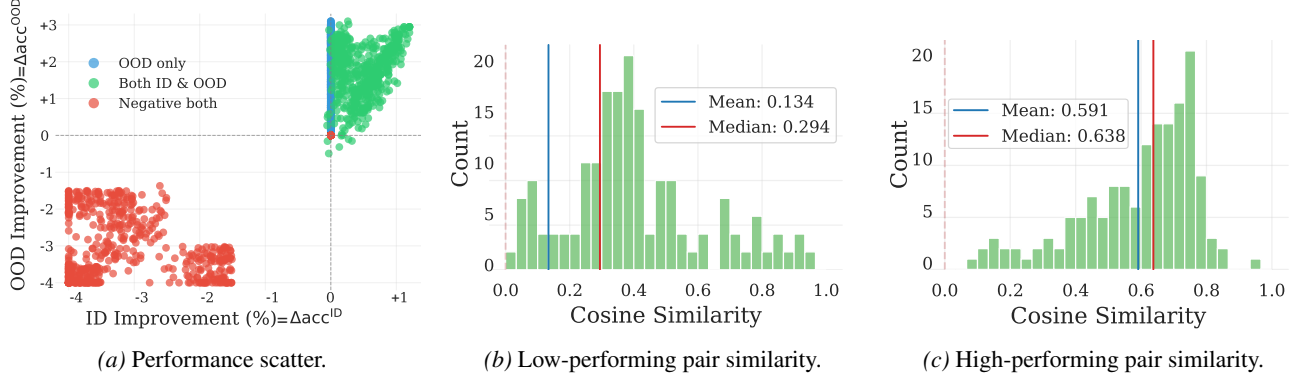 OOD Improvement (%)=Δacc^OOD
+3
+2
+1
0
-1
-2
-3
-4
OOD only
Both ID & OOD
Negative both
-4 -3 -2 -1 0 +1
ID Improvement (%)=Δacc^ID
(a) Performance scatter.
Count
20
15
10
5
0
Mean: 0.134
Median: 0.294
0.0 0.2 0.4 0.6 0.8 1.0
Cosine Similarity
(b) Low-performing pair similarity.
Count
20
15
10
5
0
Mean: 0.591
Median: 0.638
0.0 0.2 0.4 0.6 0.8 1.0
Cosine Similarity
(c) High-performing pair similarity.